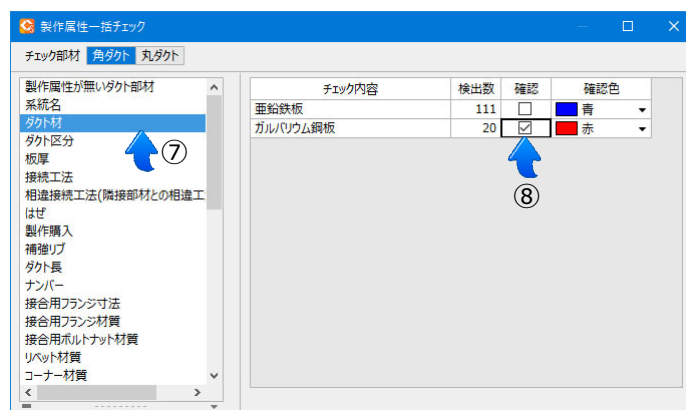 製作属性一括チェック
チェック部材 角ダクト 丸ダクト
製作属性が無いダクト部材
系統名
ダクト材
ダクト区分
板厚
接続工法
相違接続工法(隣接部材との相違工
はぜ
製作購入
補強リブ
ダクト長
ナンバー
接合用フランジ寸法
接合用フランジ材質
接合用ボルトナット材質
リベット材質
コーナー材質
⑦
チェック内容 検出数 確認 確認色
亜鉛鉄板 111 青
ガルバリウム鋼板 20 赤
⑧